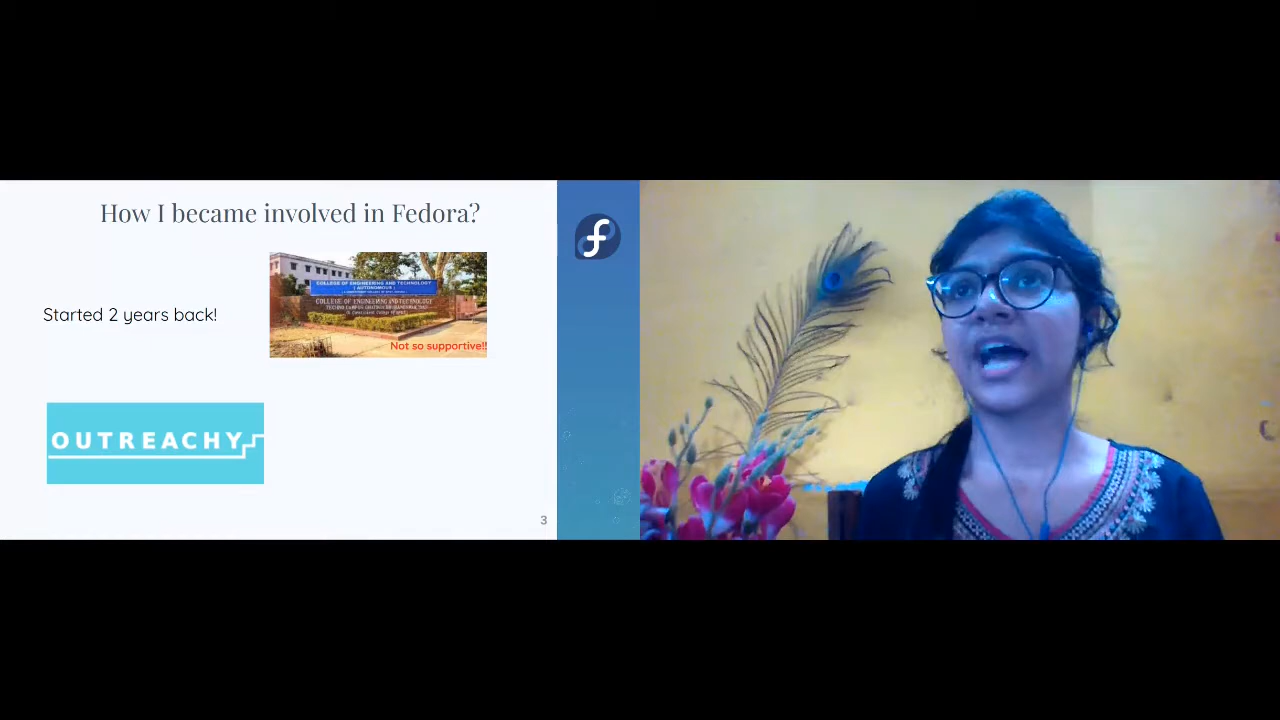 How I became involved in Fedora?
Started 2 years back!
COLLEGE OF ENGINEERING AND TECHNOLOGY
( AUTONOMOUS )
COLLEGE OF ENGINEERING AND TECHNOLOGY
Not so supportive!!
OUTREACHY
3